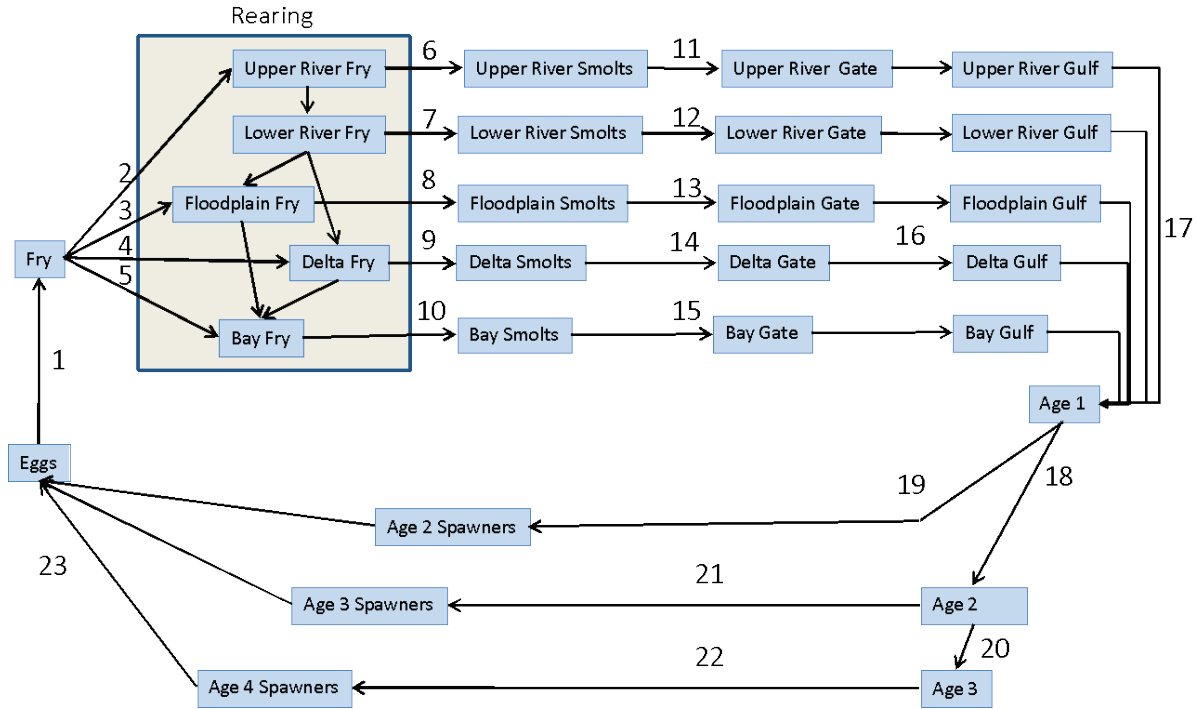 Rearing
6
11
Upper River Fry
Upper River Smolts
Upper River Gate
Upper River Gulf
7
12
Lower River Fry
Lower River Smolts
Lower River Gate
Lower River Gulf
2
8
13
3
Floodplain Fry
Floodplain Smolts
Floodplain Gate
Floodplain Gulf
17
4
9
14
16
Fry
Delta Fry
Delta Smolts
Delta Gate
Delta Gulf
5
10
15
Bay Fry
Bay Smolts
Bay Gate
Bay Gulf
1
Age 1
Eggs
18
19
Age 2 Spawners
23
21
Age 3 Spawners
Age 2
20
22
Age 4 Spawners
Age 3